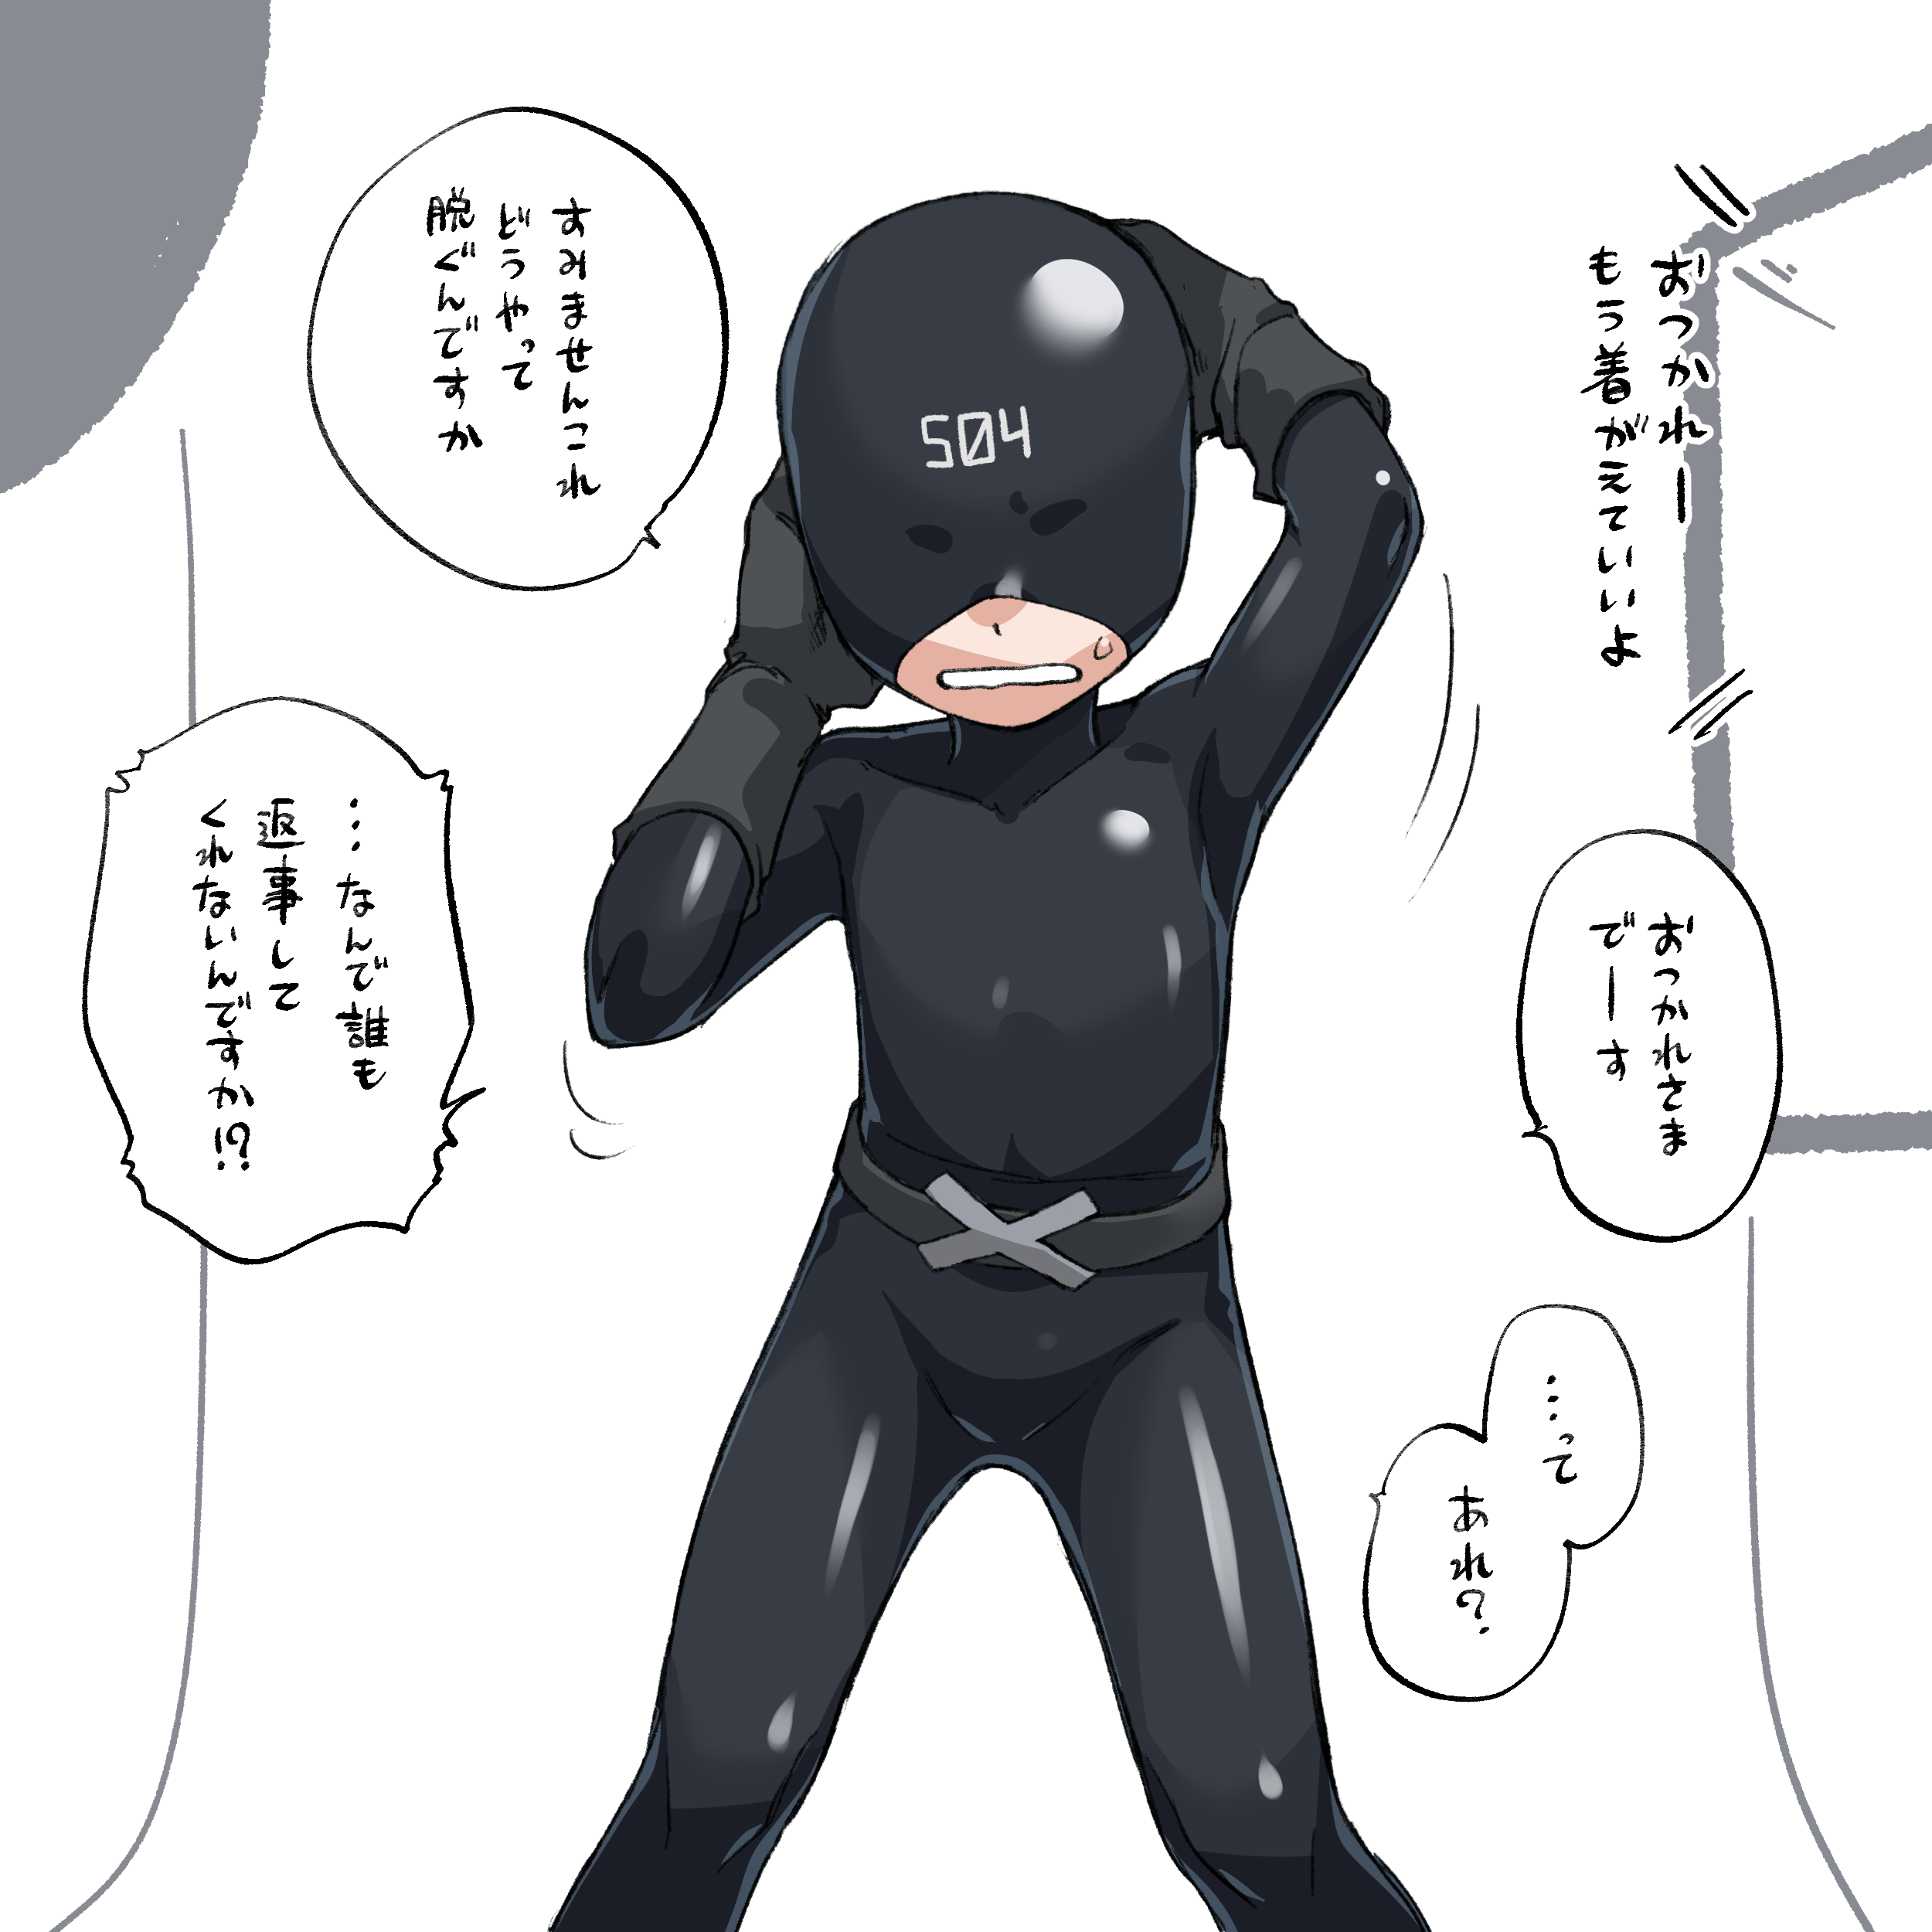 おつかれー
もう着がえていいよ
おつかれさま
でーす
…って
あれ？
すみませんこれ
どうやって
脱ぐんですか
…なんで誰も
返事して
くれないんですか!?
504